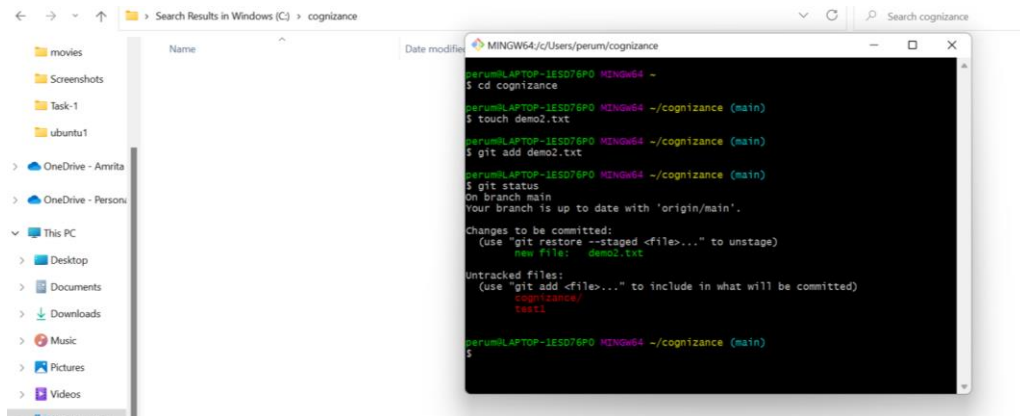 Search Results in Windows (C:) > cognizance
Search cognizance
movies
Screenshots
Task-1
ubuntu1
OneDrive - Amrita
OneDrive - Persona
This PC
Desktop
Documents
Downloads
Music
Pictures
Videos
Name
Date modified
MINGW64:/c/Users/perum/cognizance
perum@LAPTOP-1ESD76PO MINGW64 ~
$ cd cognizance
perum@LAPTOP-1ESD76PO MINGW64 ~/cognizance (main)
$ touch demo2.txt
perum@LAPTOP-1ESD76PO MINGW64 ~/cognizance (main)
$ git add demo2.txt
perum@LAPTOP-1ESD76PO MINGW64 ~/cognizance (main)
$ git status
On branch main
Your branch is up to date with 'origin/main'.
Changes to be committed:
(use "git restore --staged <file>..." to unstage)
new file: demo2.txt
Untracked files:
(use "git add <file>..." to include in what will be committed)
cognizance/
test1
perum@LAPTOP-1ESD76PO MINGW64 ~/cognizance (main)
$